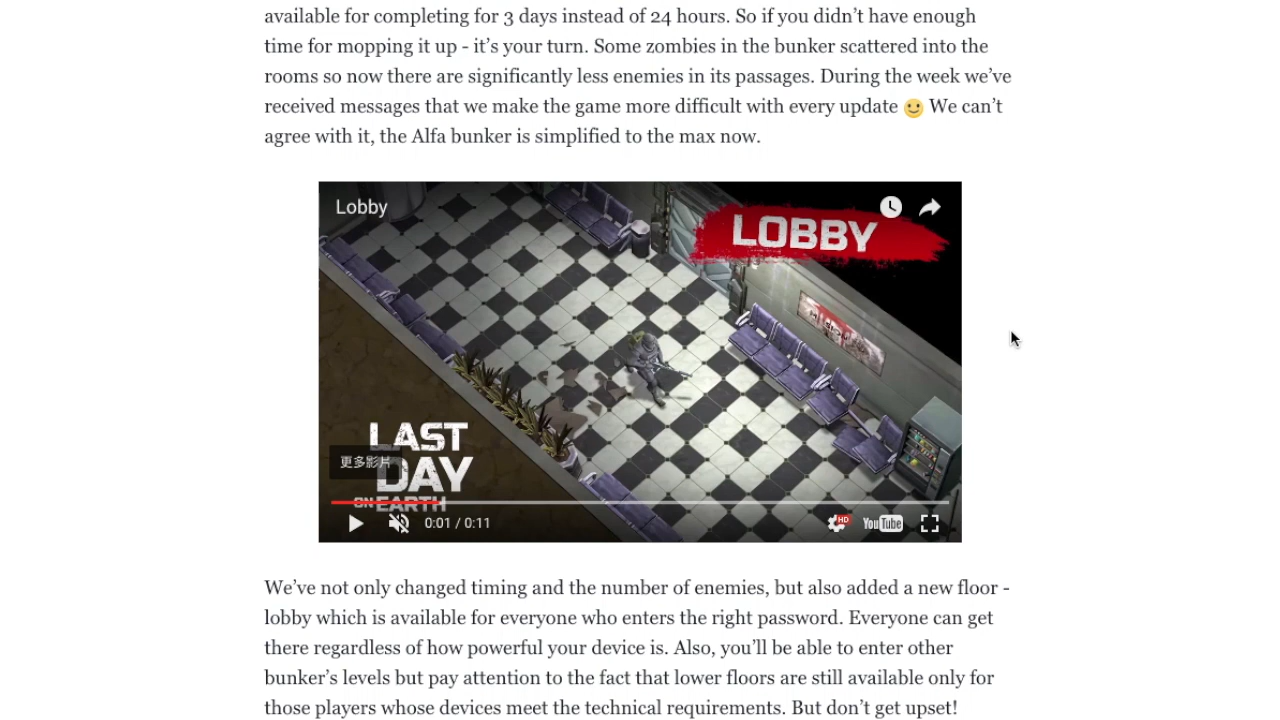 available for completing for 3 days instead of 24 hours. So if you didn’t have enough
time for mopping it up - it’s your turn. Some zombies in the bunker scattered into the
rooms so now there are significantly less enemies in its passages. During the week we’ve
received messages that we make the game more difficult with every update 🙂 We can’t
agree with it, the Alfa bunker is simplified to the max now.
Lobby
LOBBY
LAST
更多影片
DAY
ON EARTH
0:01 / 0:11
HD
YouTube
We’ve not only changed timing and the number of enemies, but also added a new floor -
lobby which is available for everyone who enters the right password. Everyone can get
there regardless of how powerful your device is. Also, you’ll be able to enter other
bunker’s levels but pay attention to the fact that lower floors are still available only for
those players whose devices meet the technical requirements. But don’t get upset!